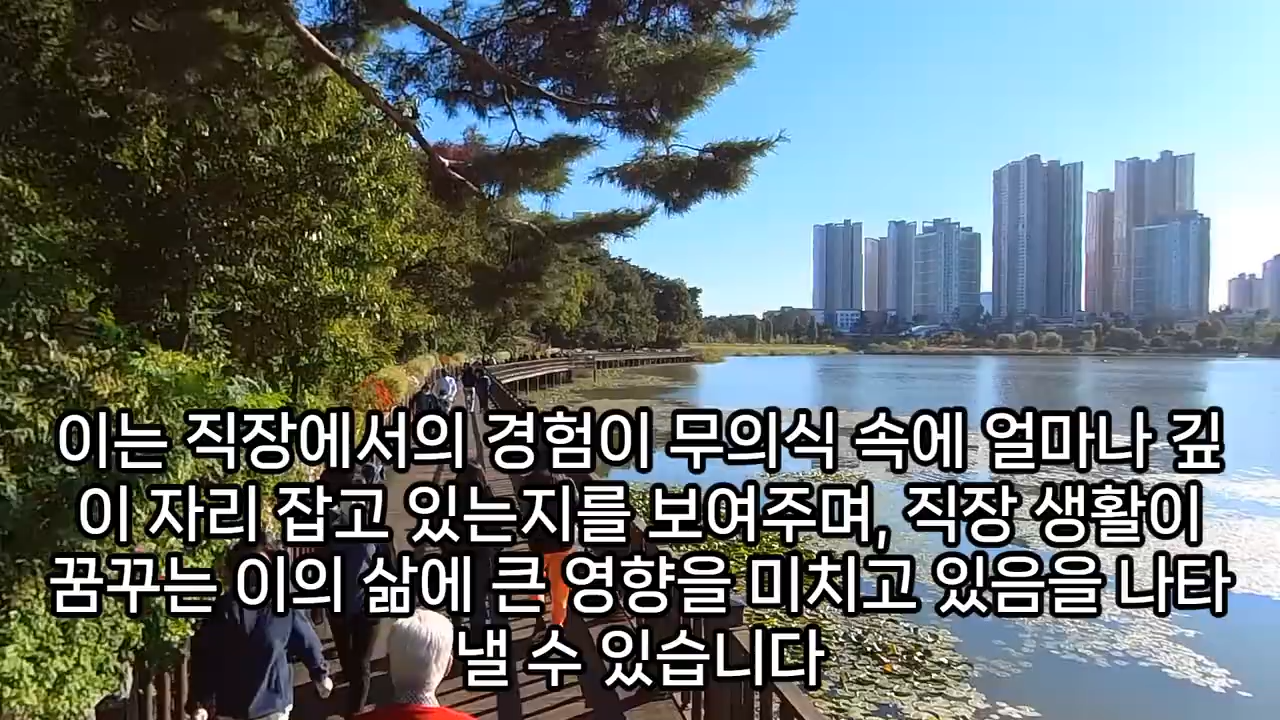 이는 직장에서의 경험이 무의식 속에 얼마나 깊
이 자리 잡고 있는지를 보여주며, 직장 생활이
꿈꾸는 이의 삶에 큰 영향을 미치고 있음을 나타
낼 수 있습니다